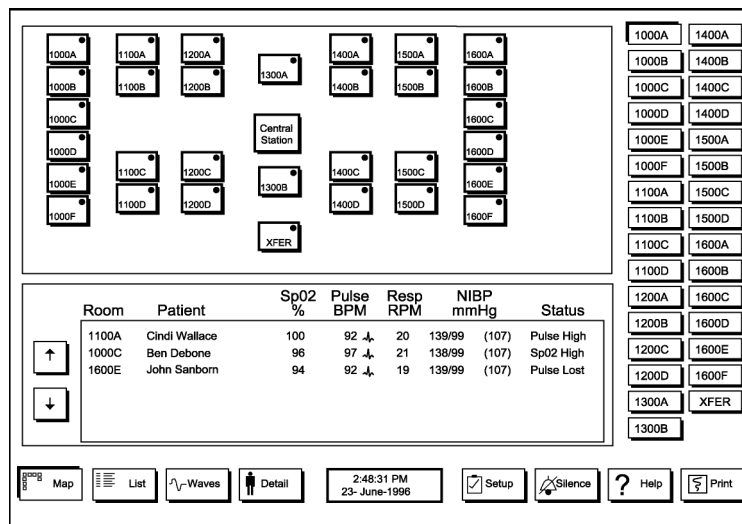 1000A 1100A 1200A 1300A 1400A 1500A 1600A
1000B 1100B 1200B 1400B 1500B 1600B
1000C Central Station 1600C
1000D 1600D
1000E 1100C 1200C 1300B 1400C 1500C 1600E
1000F 1100D 1200D 1400D 1500D 1600F
XFER
1000A 1400A
1000B 1400B
1000C 1400C
1000D 1400D
1000E 1500A
1000F 1500B
1100A 1500C
1100B 1500D
1100C 1600A
1100D 1600B
1200A 1600C
1200B 1600D
1200C 1600E
1200D 1600F
1300A XFER
1300B
Sp02 Pulse Resp NIBP
Room Patient % BPM RPM mmHg Status
1100A Cindi Wallace 100 92 20 139/99 (107) Pulse High
1000C Ben Debone 96 97 21 138/99 (107) Sp02 High
1600E John Sanborn 94 92 19 139/99 (107) Pulse Lost
Map List Waves Detail 2:48:31 PM Setup Silence ? Help Print
23- June-1996